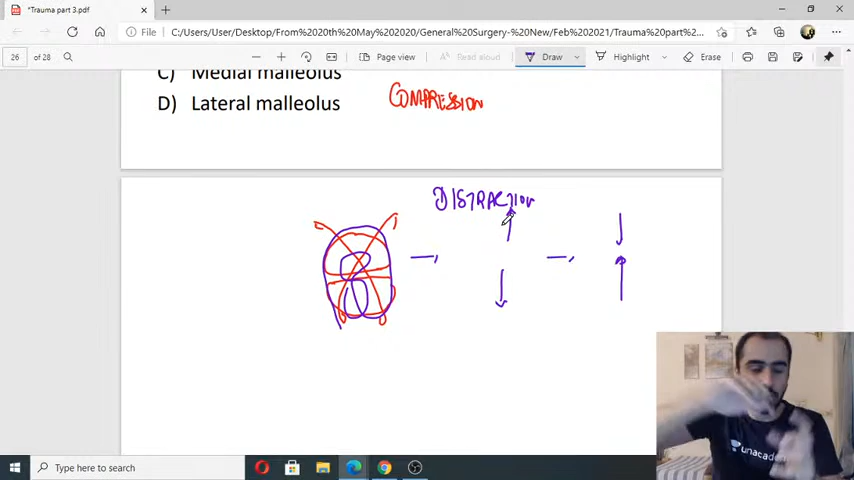 *Trauma part 3.pdf
File
C:/Users/User/Desktop/From%2020th%20May%202020/General%20Surgery-%20New/Feb%202021/Trauma%20part...
26 of 28
Page view
Read aloud
Draw
Highlight
Erase
C) Medial malleolus
D) Lateral malleolus
COMPRESSION
DISTRACTION
unacademy
Type here to search